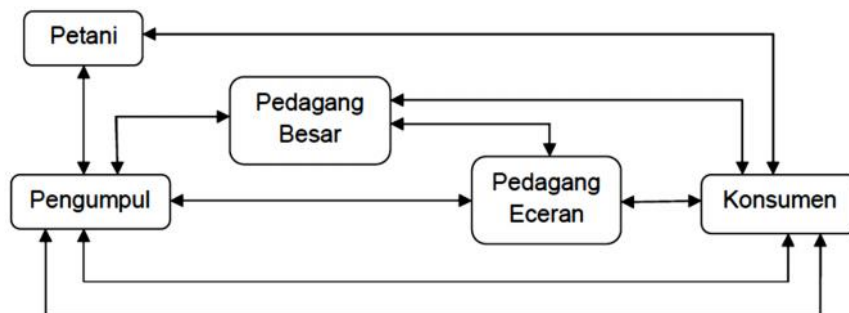 Petani
Pedagang
Besar
Pengumpul
Pedagang
Eceran
Konsumen